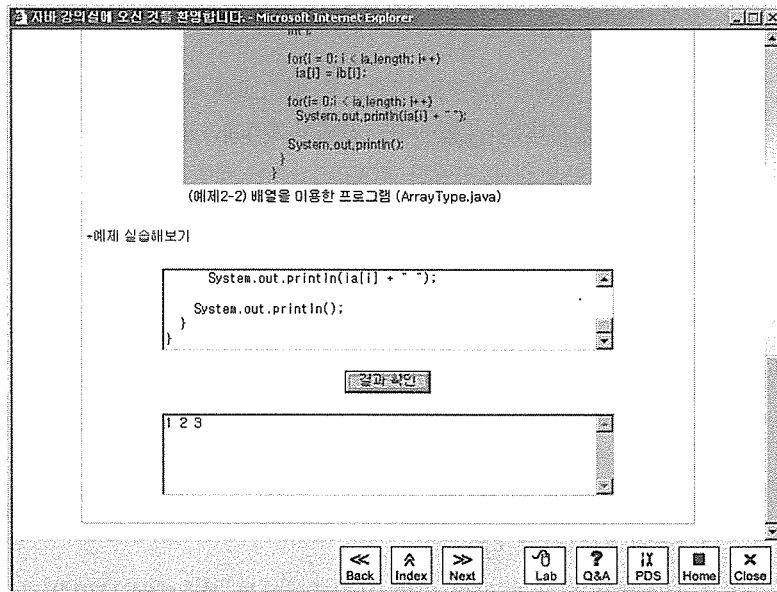 자바 강의실에 오신 것을 환영합니다. - Microsoft Internet Explorer
int i;
for(i = 0; i < ia.length; i++)
ia[i] = ib[i];
for(i= 0;i < ia.length; i++)
System.out.println(ia[i] + " ");
System.out.println();
}
}
(예제2-2) 배열을 이용한 프로그램 (ArrayType.java)
예제 실습해보기
System.out.println(ia[i] + " ");
System.out.println();
}
}
결과 확인
1 2 3
Back
Index
Next
Lab
Q&A
PDS
Home
Close